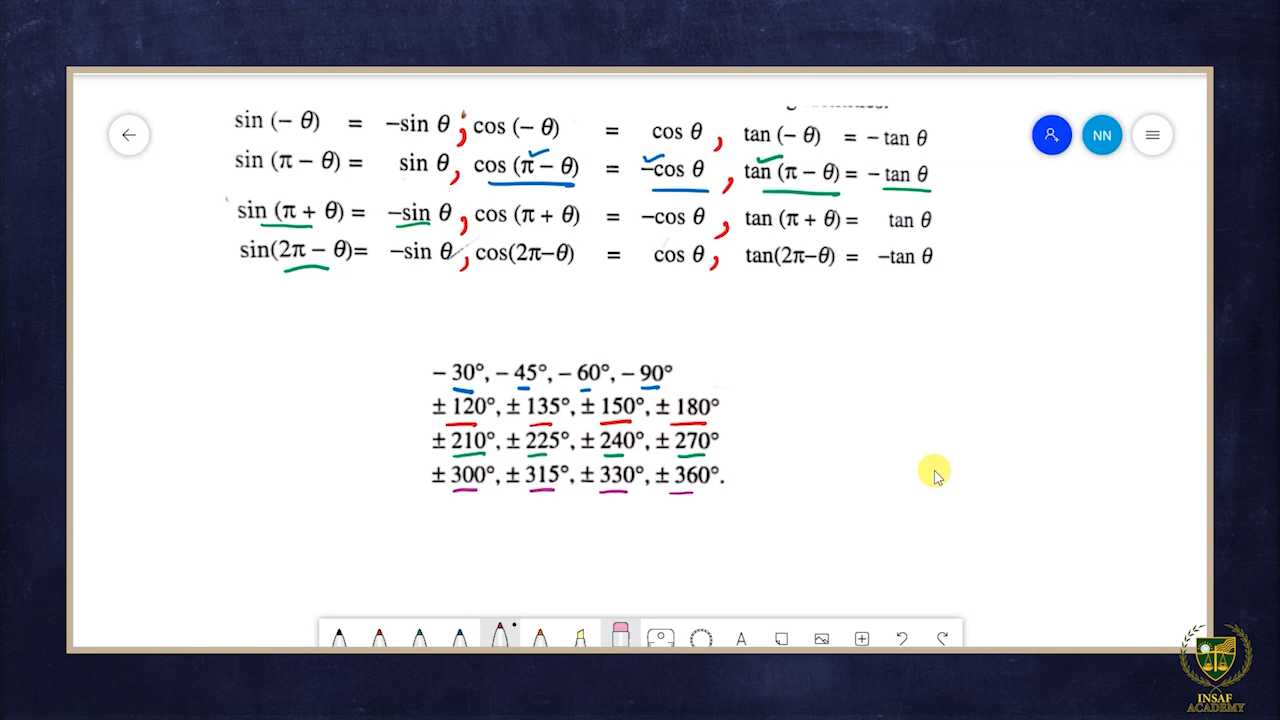 sin (− θ) = −sin θ , cos (− θ) = cos θ , tan (− θ) = − tan θ
sin (π − θ) = sin θ , cos (π − θ) = −cos θ , tan (π − θ) = − tan θ
sin (π + θ) = −sin θ , cos (π + θ) = −cos θ , tan (π + θ) = tan θ
sin(2π − θ)= −sin θ , cos(2π−θ) = cos θ , tan(2π−θ) = −tan θ
NN
− 30°, − 45°, − 60°, − 90°
± 120°, ± 135°, ± 150°, ± 180°
± 210°, ± 225°, ± 240°, ± 270°
± 300°, ± 315°, ± 330°, ± 360°.
A
INSAF
ACADEMY